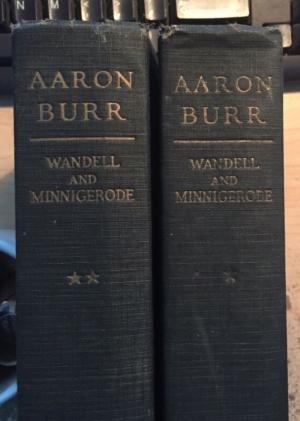 AARON
BURR
WANDELL
AND
MINNIGERODE
★★
AARON
BURR
WANDELL
AND
MINNIGERODE
★